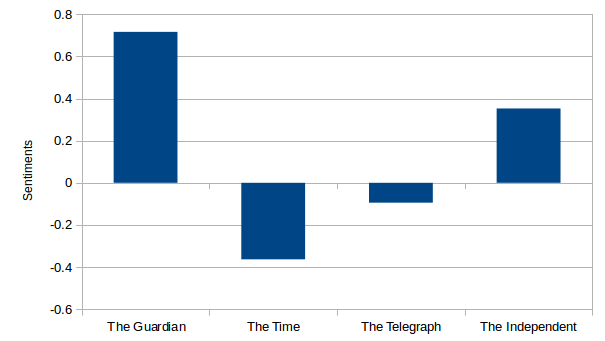 0.8
0.6
0.4
0.2
0
-0.2
-0.4
-0.6
Sentiments
The Guardian
The Time
The Telegraph
The Independent